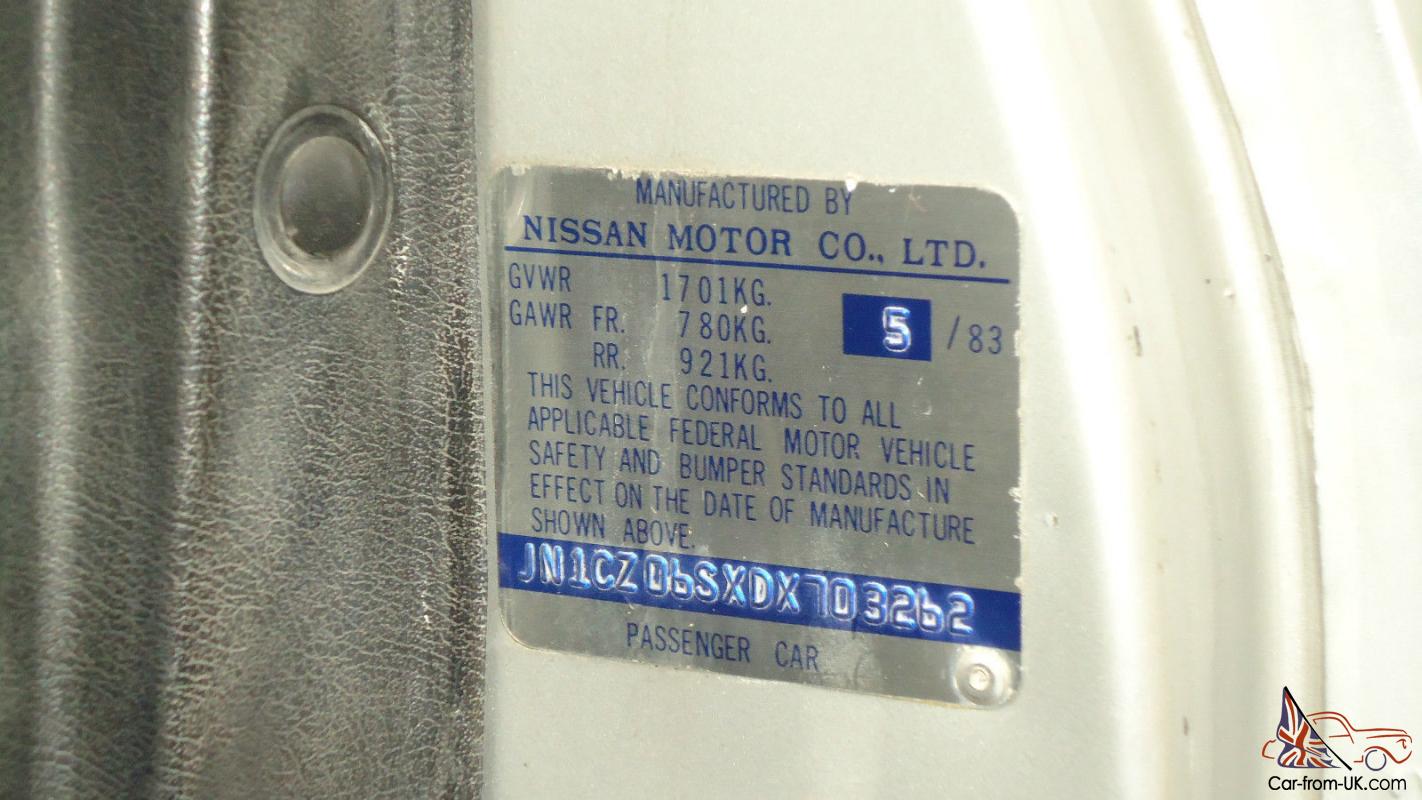 MANUFACTURED BY
NISSAN MOTOR CO., LTD.
GVWR 1701KG.
GAWR FR. 780KG. 5 /83
RR. 921KG.
THIS VEHICLE CONFORMS TO ALL
APPLICABLE FEDERAL MOTOR VEHICLE
SAFETY AND BUMPER STANDARDS IN
EFFECT ON THE DATE OF MANUFACTURE
SHOWN ABOVE.
JN1CZ06SXDX703262
PASSENGER CAR
Car-from-UK.com